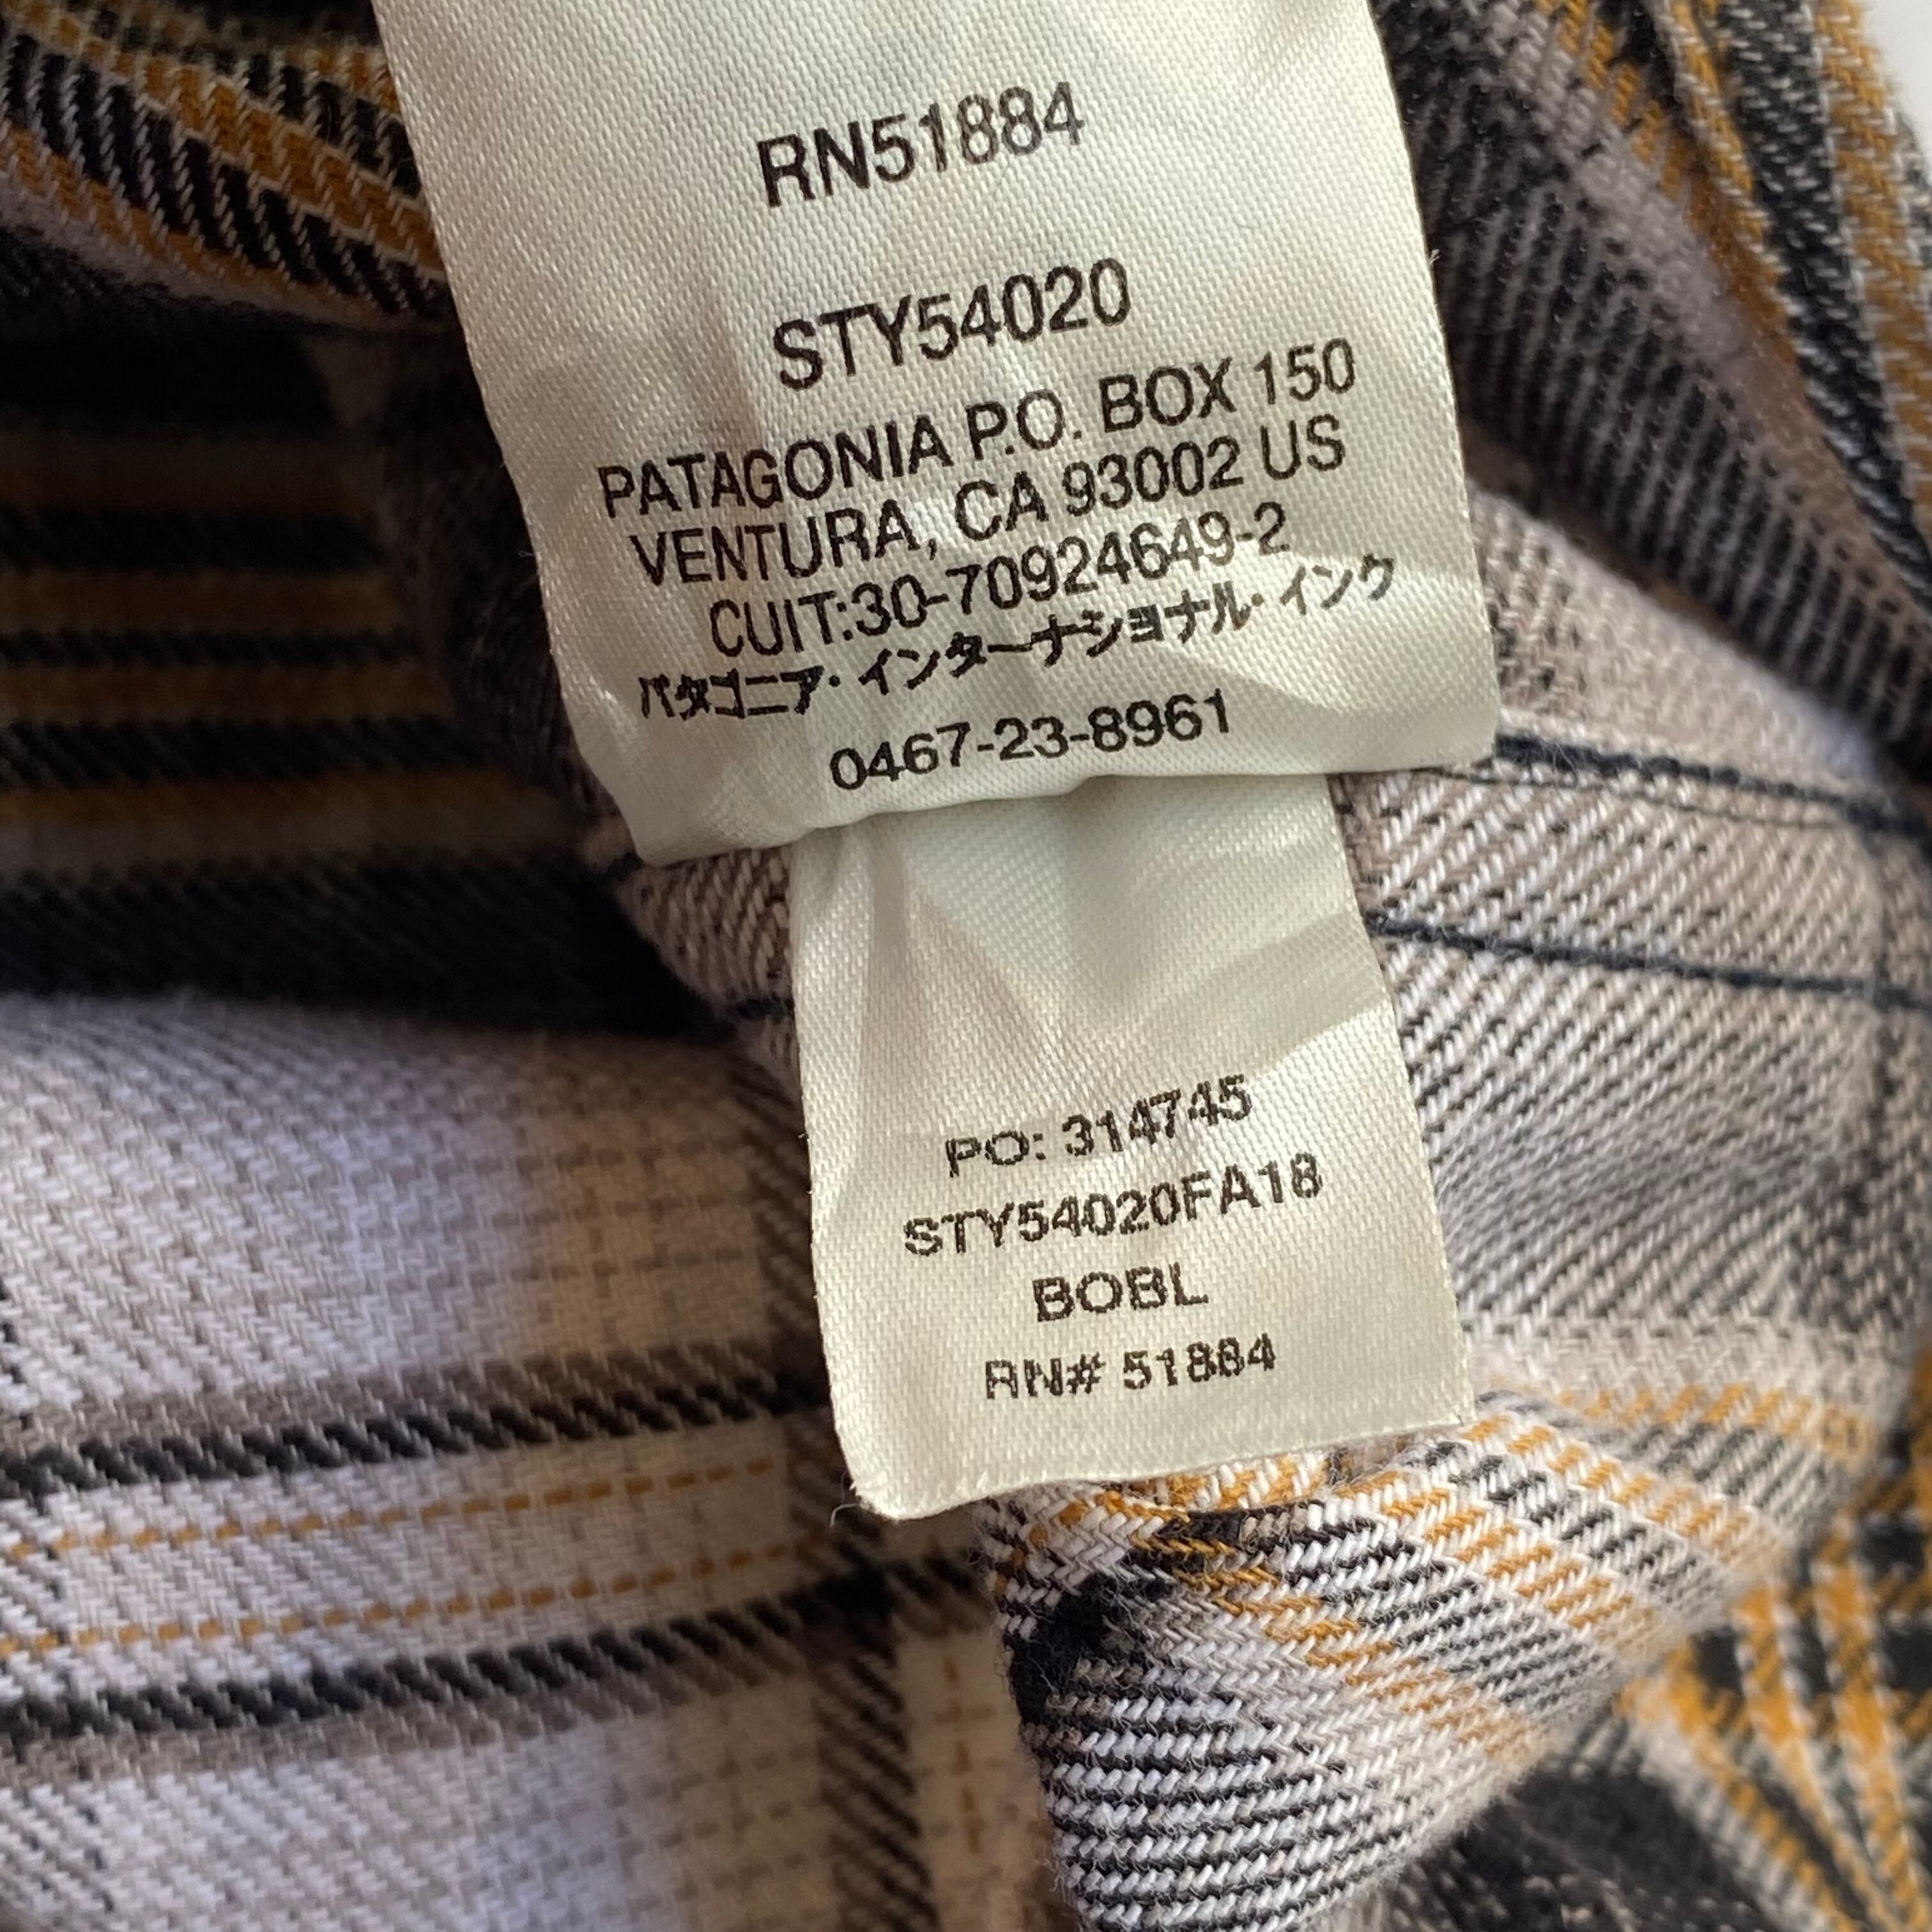 RN51884
STY54020
PATAGONIA P.O. BOX 150
VENTURA, CA 93002 US
CUIT:30-70924649-2
パタゴニア・インターナショナル・インク
0467-23-8961
PO: 314745
STY54020FA18
BOBL
RN# 51884